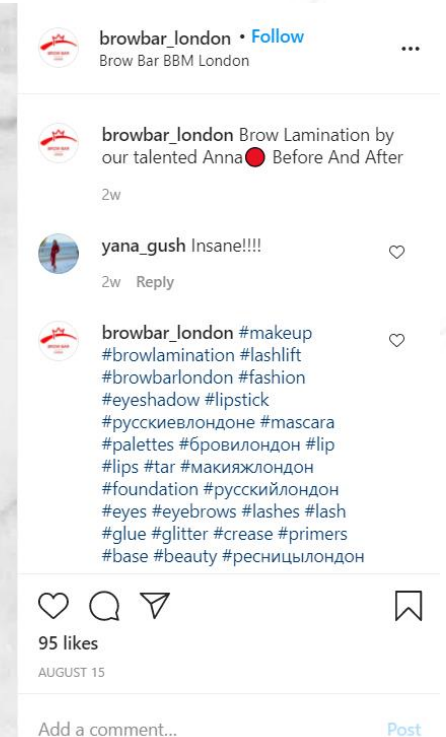 browbar_london • Follow
Brow Bar BBM London
browbar_london Brow Lamination by
our talented Anna🔴 Before And After
2w
yana_gush Insane!!!!
2w Reply
browbar_london #makeup
#browlamination #lashlift
#browbarlondon #fashion
#eyeshadow #lipstick
#русскиевлондоне #mascara
#palettes #бровилондон #lip
#lips #tar #макияжлондон
#foundation #русскийлондон
#eyes #eyebrows #lashes #lash
#glue #glitter #crease #primers
#base #beauty #ресницылондон
95 likes
AUGUST 15
Add a comment... Post